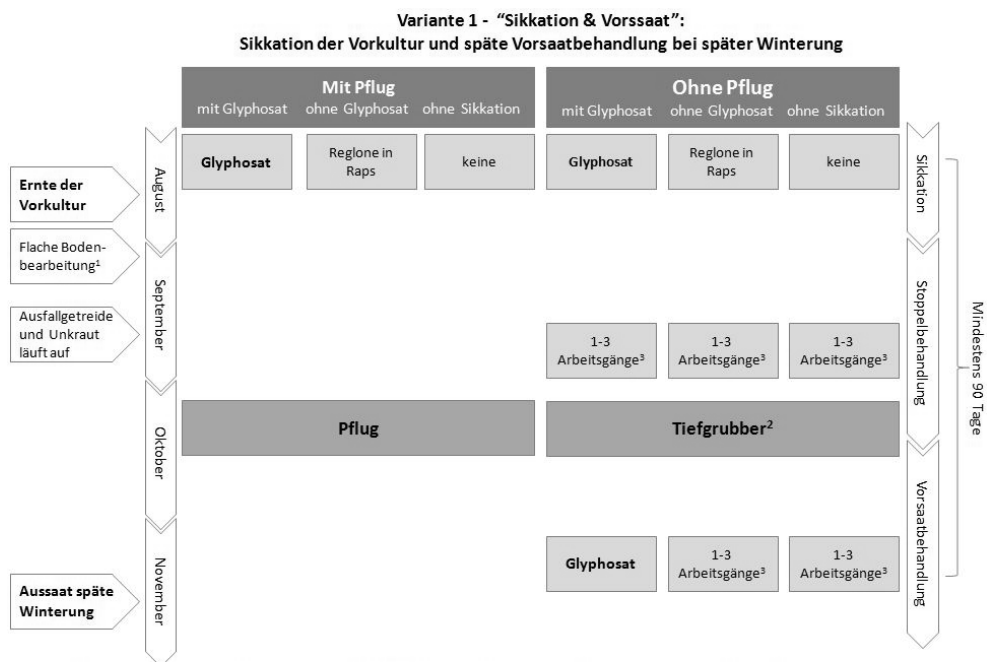 Variante 1 - “Sikkation & Vorssaat”:
Sikkation der Vorkultur und späte Vorsaatbehandlung bei später Winterung
Mit Pflug
mit Glyphosat ohne Glyphosat ohne Sikkation
Ohne Pflug
mit Glyphosat ohne Glyphosat ohne Sikkation
Ernte der
Vorkultur
Flache Boden-
bearbeitung¹
Ausfallgetreide
und Unkraut
läuft auf
Aussaat späte
Winterung
August
September
Oktober
November
Glyphosat
Reglone in
Raps
keine
Glyphosat
Reglone in
Raps
keine
1-3
Arbeitsgänge³
1-3
Arbeitsgänge³
1-3
Arbeitsgänge³
Pflug
Tiefgrubber²
Glyphosat
1-3
Arbeitsgänge³
1-3
Arbeitsgänge³
Sikkation
Stoppelbehandlung
Vorsaatbehandlung
Mindestens 90 Tage